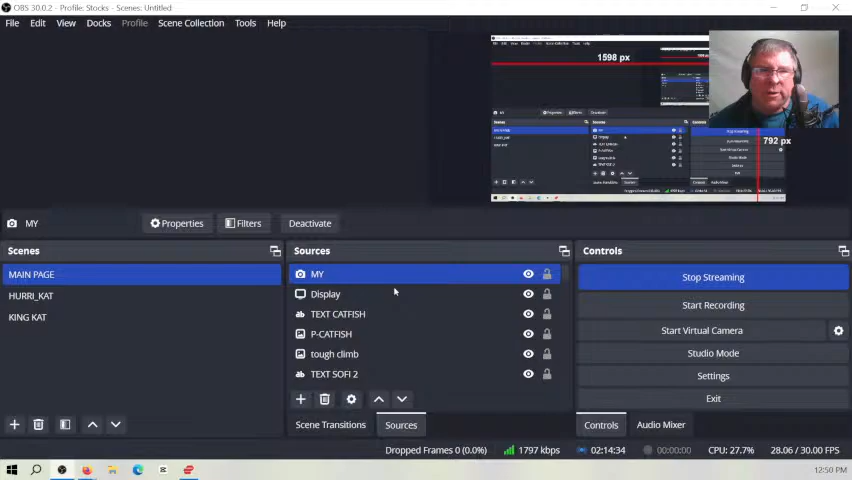 OBS 30.0.2 - Profile: Stocks - Scenes: Untitled
File Edit View Docks Profile Scene Collection Tools Help
1598 px
792 px
MY Properties Filters Deactivate
Scenes
MAIN PAGE
HURRI_KAT
KING KAT
Sources
MY
Display
TEXT CATFISH
P-CATFISH
tough climb
TEXT SOFI 2
Scene Transitions Sources
Controls
Stop Streaming
Start Recording
Start Virtual Camera
Studio Mode
Settings
Exit
Controls Audio Mixer
Dropped Frames 0 (0.0%) 1797 kbps 02:14:34 00:00:00 CPU: 27.7% 28.06 / 30.00 FPS
12:50 PM